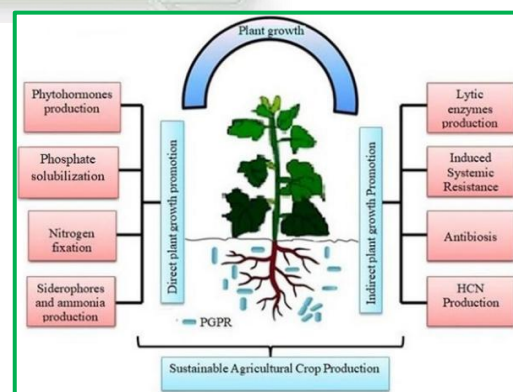 Plant growth
Phytohormones
production
Phosphate
solubilization
Nitrogen
fixation
Siderophores
and ammonia
production
Direct plant growth promotion
Indirect plant growth Promotion
Lytic
enzymes
production
Induced
Systemic
Resistance
Antibiosis
HCN
Production
PGPR
Sustainable Agricultural Crop Production